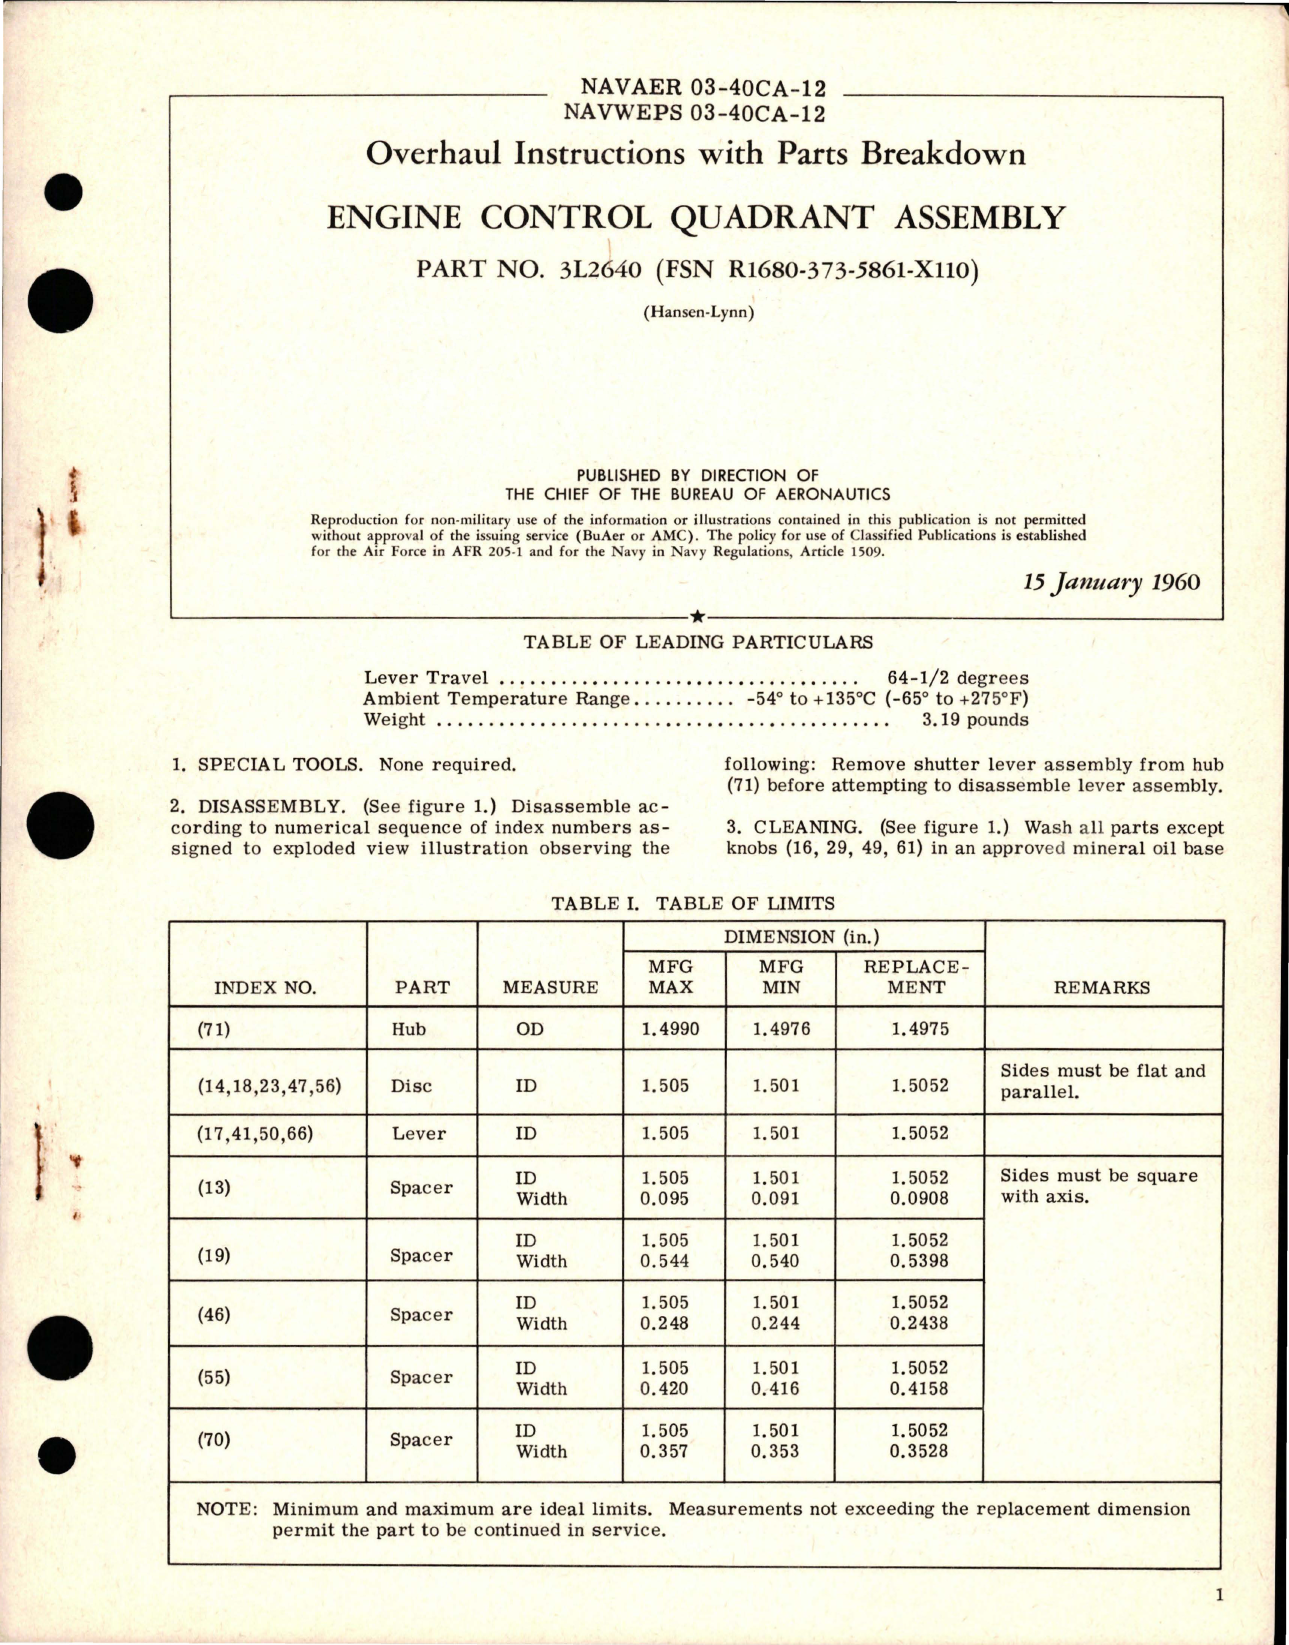 NAVAER 03-40CA-12
NAVWEPS 03-40CA-12
Overhaul Instructions with Parts Breakdown
ENGINE CONTROL QUADRANT ASSEMBLY
PART NO. 3L2640 (FSN R1680-373-5861-X110)
(Hansen-Lynn)
PUBLISHED BY DIRECTION OF
THE CHIEF OF THE BUREAU OF AERONAUTICS
Reproduction for non-military use of the information or illustrations contained in this publication is not permitted
without approval of the issuing service (BuAer or AMC). The policy for use of Classified Publications is established
for the Air Force in AFR 205-1 and for the Navy in Navy Regulations, Article 1509.
15 January 1960
TABLE OF LEADING PARTICULARS
Lever Travel .................................. 64-1/2 degrees
Ambient Temperature Range.......... -54° to +135°C (-65° to +275°F)
Weight ........................................... 3.19 pounds
1. SPECIAL TOOLS. None required.
2. DISASSEMBLY. (See figure 1.) Disassemble ac-
cording to numerical sequence of index numbers as-
signed to exploded view illustration observing the
following: Remove shutter lever assembly from hub
(71) before attempting to disassemble lever assembly.
3. CLEANING. (See figure 1.) Wash all parts except
knobs (16, 29, 49, 61) in an approved mineral oil base
TABLE I. TABLE OF LIMITS
DIMENSION (in.)
INDEX NO. PART MEASURE MFG MAX MFG MIN REPLACE-MENT REMARKS
(71) Hub OD 1.4990 1.4976 1.4975
(14,18,23,47,56) Disc ID 1.505 1.501 1.5052 Sides must be flat and
parallel.
(17,41,50,66) Lever ID 1.505 1.501 1.5052
(13) Spacer ID 1.505 1.501 1.5052 Sides must be square
Width 0.095 0.091 0.0908 with axis.
(19) Spacer ID 1.505 1.501 1.5052
Width 0.544 0.540 0.5398
(46) Spacer ID 1.505 1.501 1.5052
Width 0.248 0.244 0.2438
(55) Spacer ID 1.505 1.501 1.5052
Width 0.420 0.416 0.4158
(70) Spacer ID 1.505 1.501 1.5052
Width 0.357 0.353 0.3528
NOTE: Minimum and maximum are ideal limits. Measurements not exceeding the replacement dimension
permit the part to be continued in service.
1